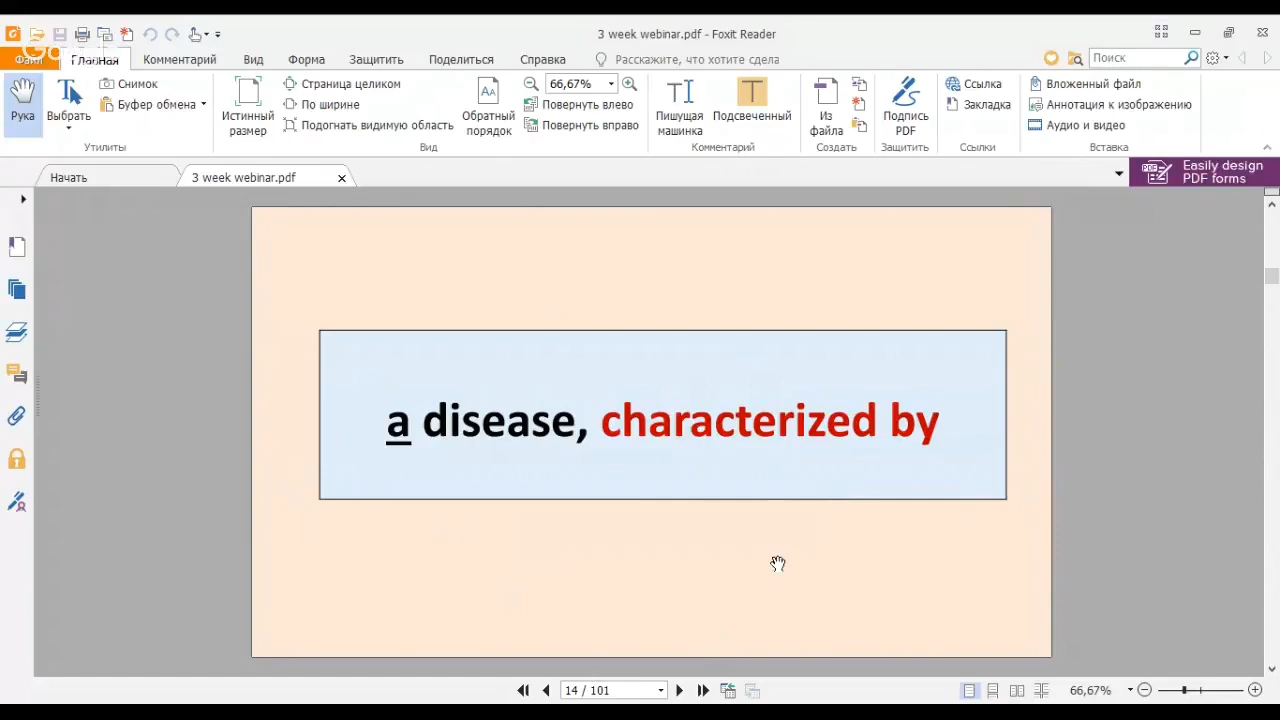 3 week webinar.pdf - Foxit Reader
Файл
Главная
Комментарий
Вид
Форма
Защитить
Поделиться
Справка
Расскажите, что хотите сдела
Поиск
Рука
Выбрать
Снимок
Буфер обмена
Утилиты
Истинный
размер
Страница целиком
По ширине
Подогнать видимую область
Обратный
порядок
66,67%
Повернуть влево
Повернуть вправо
Вид
Пишущая
машинка
Подсвеченный
Комментарий
Из
файла
Создать
Подпись
PDF
Защитить
Ссылка
Закладка
Ссылки
Вложенный файл
Аннотация к изображению
Аудио и видео
Вставка
Начать
3 week webinar.pdf
Easily design
PDF forms
a disease, characterized by
14 / 101
66,67%